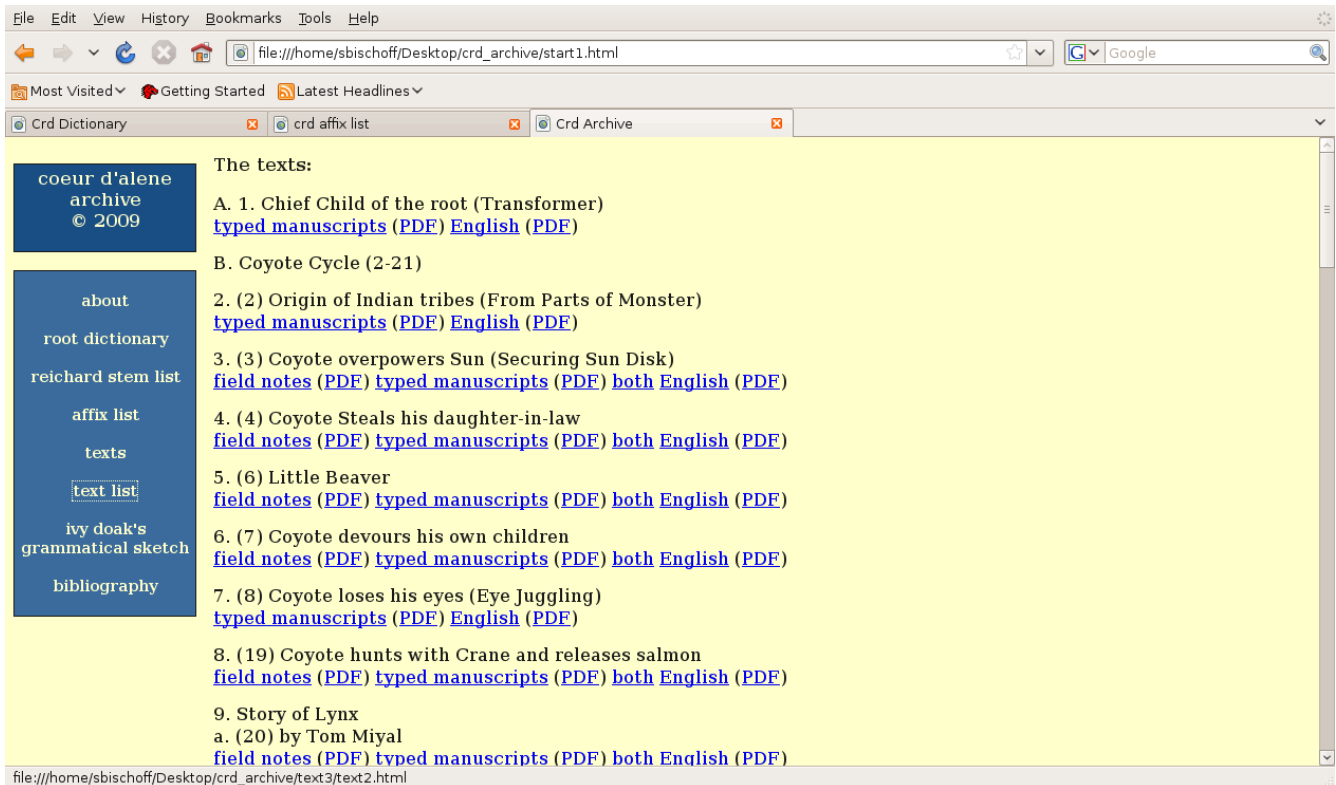 File Edit View History Bookmarks Tools Help
file:///home/sbischoff/Desktop/crd_archive/start1.html
Google
Most Visited Getting Started Latest Headlines
Crd Dictionary crd affix list Crd Archive
coeur d'alene
archive
© 2009
about
root dictionary
reichard stem list
affix list
texts
text list
ivy doak's
grammatical sketch
bibliography
The texts:
A. 1. Chief Child of the root (Transformer)
typed manuscripts (PDF) English (PDF)
B. Coyote Cycle (2-21)
2. (2) Origin of Indian tribes (From Parts of Monster)
typed manuscripts (PDF) English (PDF)
3. (3) Coyote overpowers Sun (Securing Sun Disk)
field notes (PDF) typed manuscripts (PDF) both English (PDF)
4. (4) Coyote Steals his daughter-in-law
field notes (PDF) typed manuscripts (PDF) both English (PDF)
5. (6) Little Beaver
field notes (PDF) typed manuscripts (PDF) both English (PDF)
6. (7) Coyote devours his own children
field notes (PDF) typed manuscripts (PDF) both English (PDF)
7. (8) Coyote loses his eyes (Eye Juggling)
typed manuscripts (PDF) English (PDF)
8. (19) Coyote hunts with Crane and releases salmon
field notes (PDF) typed manuscripts (PDF) both English (PDF)
9. Story of Lynx
a. (20) by Tom Miyal
field notes (PDF) typed manuscripts (PDF) both English (PDF)
file:///home/sbischoff/Desktop/crd_archive/text3/text2.html